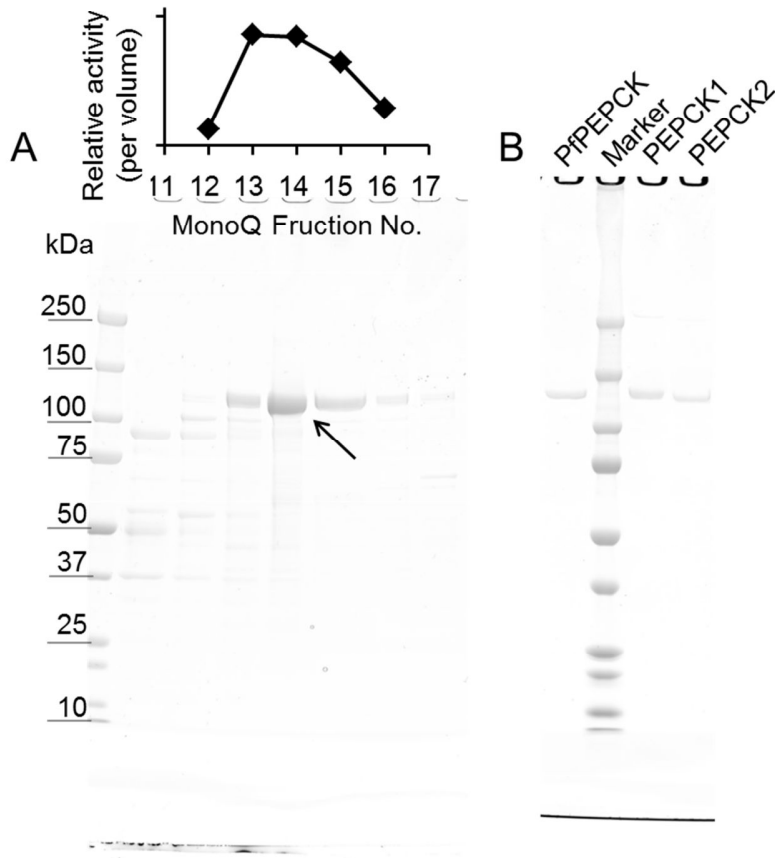 Relative activity
(per volume)
A
11 12 13 14 15 16 17
MonoQ Fruction No.
kDa
250
150
100
75
50
37
25
10
B
PfPEPCK
Marker
PEPCK1
PEPCK2